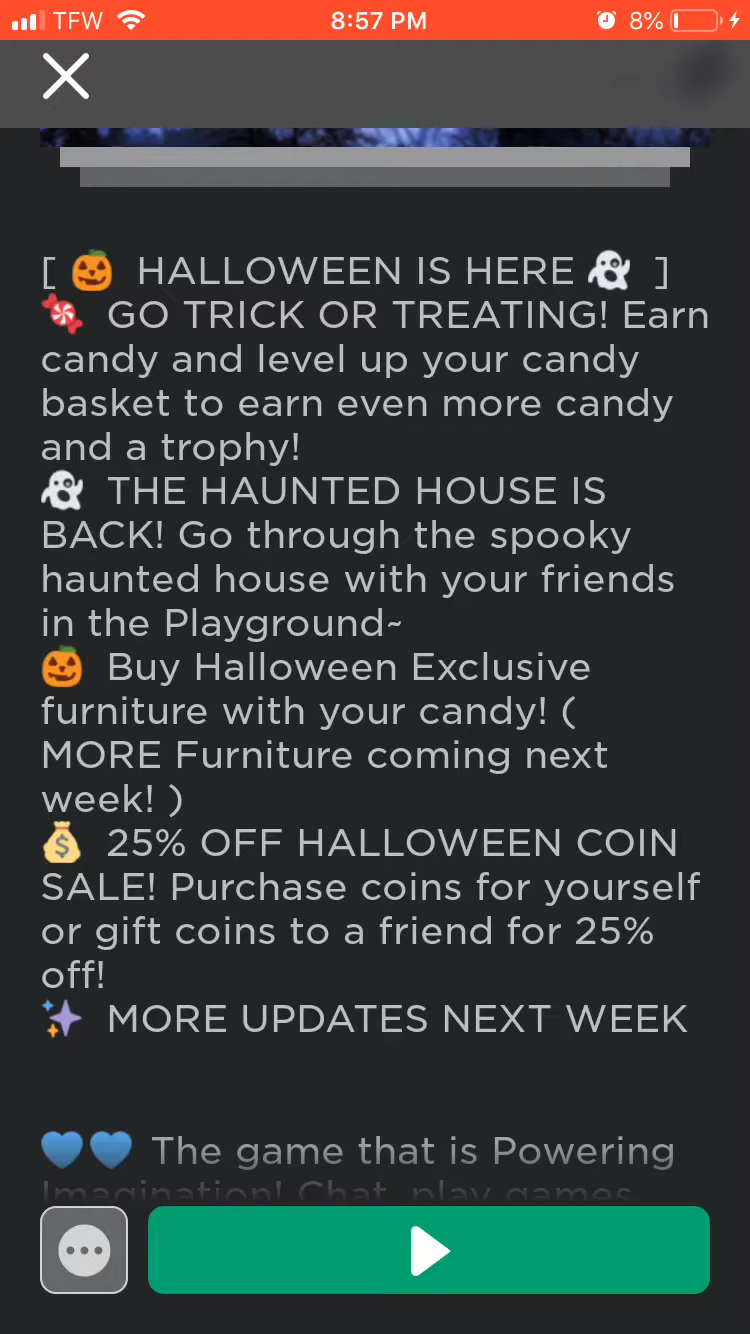 TFW 8:57 PM 8%
[ 🎃 HALLOWEEN IS HERE 👻 ]
🍬 GO TRICK OR TREATING! Earn
candy and level up your candy
basket to earn even more candy
and a trophy!
👻 THE HAUNTED HOUSE IS
BACK! Go through the spooky
haunted house with your friends
in the Playground~
🎃 Buy Halloween Exclusive
furniture with your candy! (
MORE Furniture coming next
week! )
💰 25% OFF HALLOWEEN COIN
SALE! Purchase coins for yourself
or gift coins to a friend for 25%
off!
✨ MORE UPDATES NEXT WEEK
💙💙 The game that is Powering
Imagination! Chat, play games,